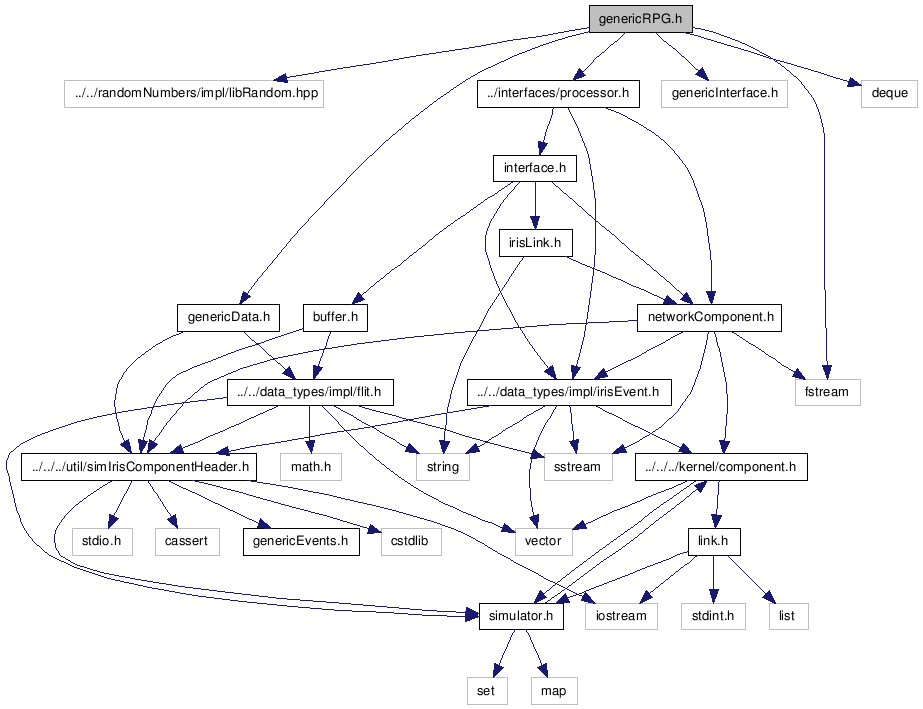 genericRPG.h
../../randomNumbers/impl/libRandom.hpp
../interfaces/processor.h
genericInterface.h
deque
interface.h
irisLink.h
genericData.h
buffer.h
networkComponent.h
../../data_types/impl/flit.h
../../data_types/impl/irisEvent.h
fstream
../../../util/simIrisComponentHeader.h
math.h
string
sstream
../../../kernel/component.h
stdio.h
cassert
genericEvents.h
cstdlib
vector
link.h
simulator.h
iostream
stdint.h
list
set
map